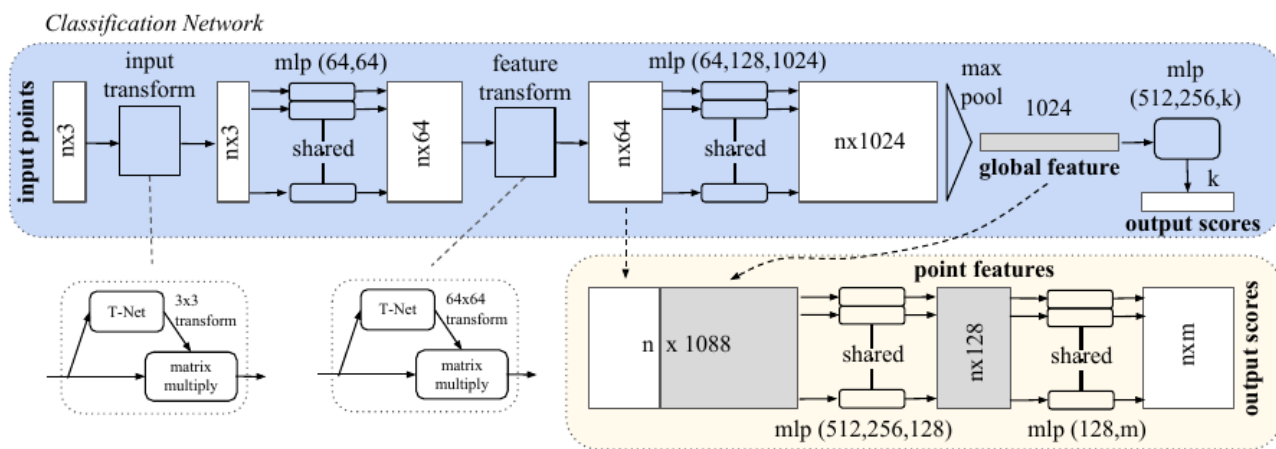 Classification Network
input points
nx3
input
transform
nx3
mlp (64,64)
shared
nx64
feature
transform
nx64
mlp (64,128,1024)
shared
nx1024
max
pool
1024
global feature
mlp
(512,256,k)
k
output scores
T-Net
3x3
transform
matrix
multiply
T-Net
64x64
transform
matrix
multiply
point features
n x 1088
shared
mlp (512,256,128)
nx128
shared
mlp (128,m)
nxm
output scores